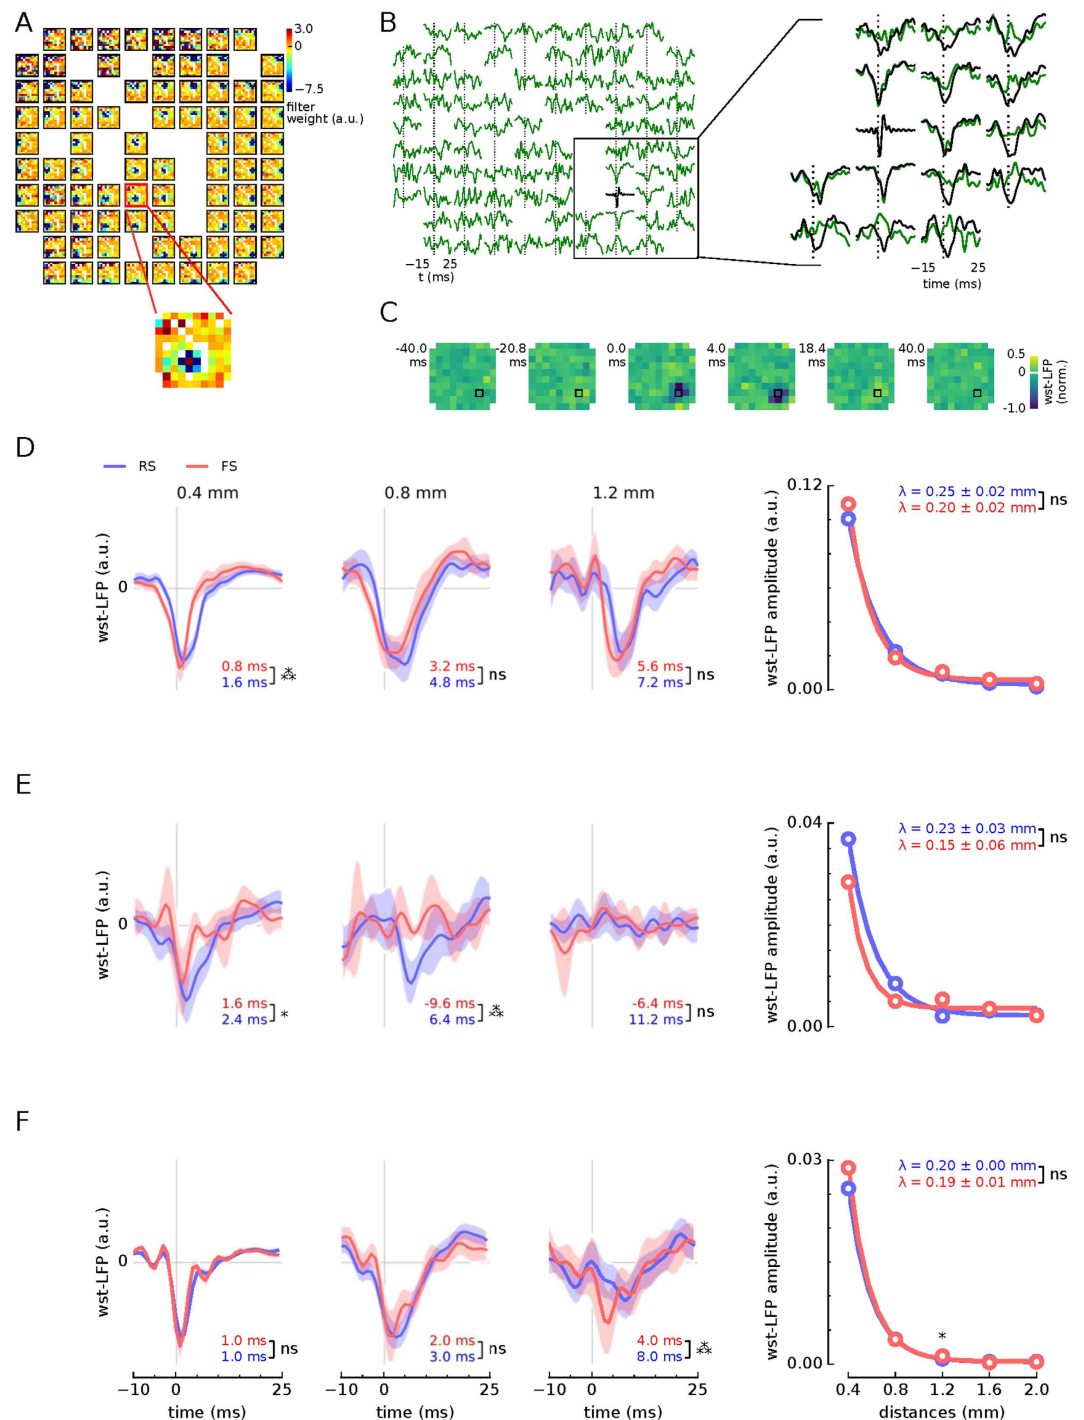 A
3.0
0
−7.5
filter
weight (a.u.)
B
−15 25
t (ms)
−15 25
time (ms)
C
-40.0
ms
-20.8
ms
0.0
ms
4.0
ms
18.4
ms
40.0
ms
0.5
0
-1.0
wst-LFP
(norm.)
D
RS FS
0.4 mm 0.8 mm 1.2 mm
wst-LFP (a.u.)
0
0.8 ms
1.6 ms
⁂
3.2 ms
4.8 ms
ns
5.6 ms
7.2 ms
ns
wst-LFP amplitude (a.u.)
0.12
0.00
λ = 0.25 ± 0.02 mm
λ = 0.20 ± 0.02 mm
ns
E
wst-LFP (a.u.)
0
1.6 ms
2.4 ms
*
-9.6 ms
6.4 ms
⁂
-6.4 ms
11.2 ms
ns
wst-LFP amplitude (a.u.)
0.04
0.00
λ = 0.23 ± 0.03 mm
λ = 0.15 ± 0.06 mm
ns
F
wst-LFP (a.u.)
0
1.0 ms
1.0 ms
ns
2.0 ms
3.0 ms
ns
4.0 ms
8.0 ms
⁂
−10 0 25
time (ms)
−10 0 25
time (ms)
−10 0 25
time (ms)
wst-LFP amplitude (a.u.)
0.03
0.00
λ = 0.20 ± 0.00 mm
λ = 0.19 ± 0.01 mm
ns
*
0.4 0.8 1.2 1.6 2.0
distances (mm)